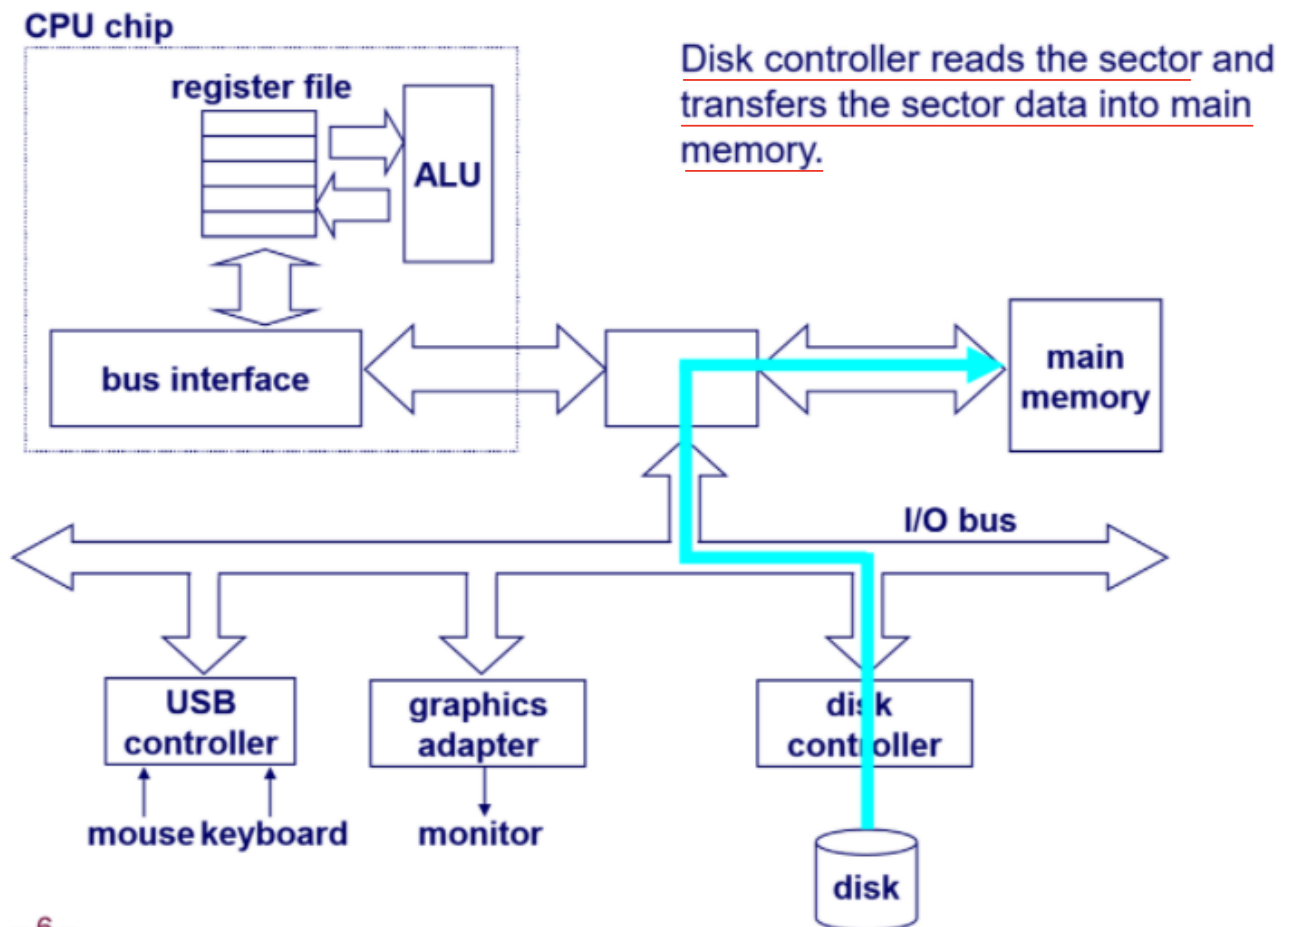 CPU chip
Disk controller reads the sector and
transfers the sector data into main
memory.
register file
ALU
bus interface
main
memory
I/O bus
USB
controller
graphics
adapter
disk
controller
mouse keyboard
monitor
disk
6